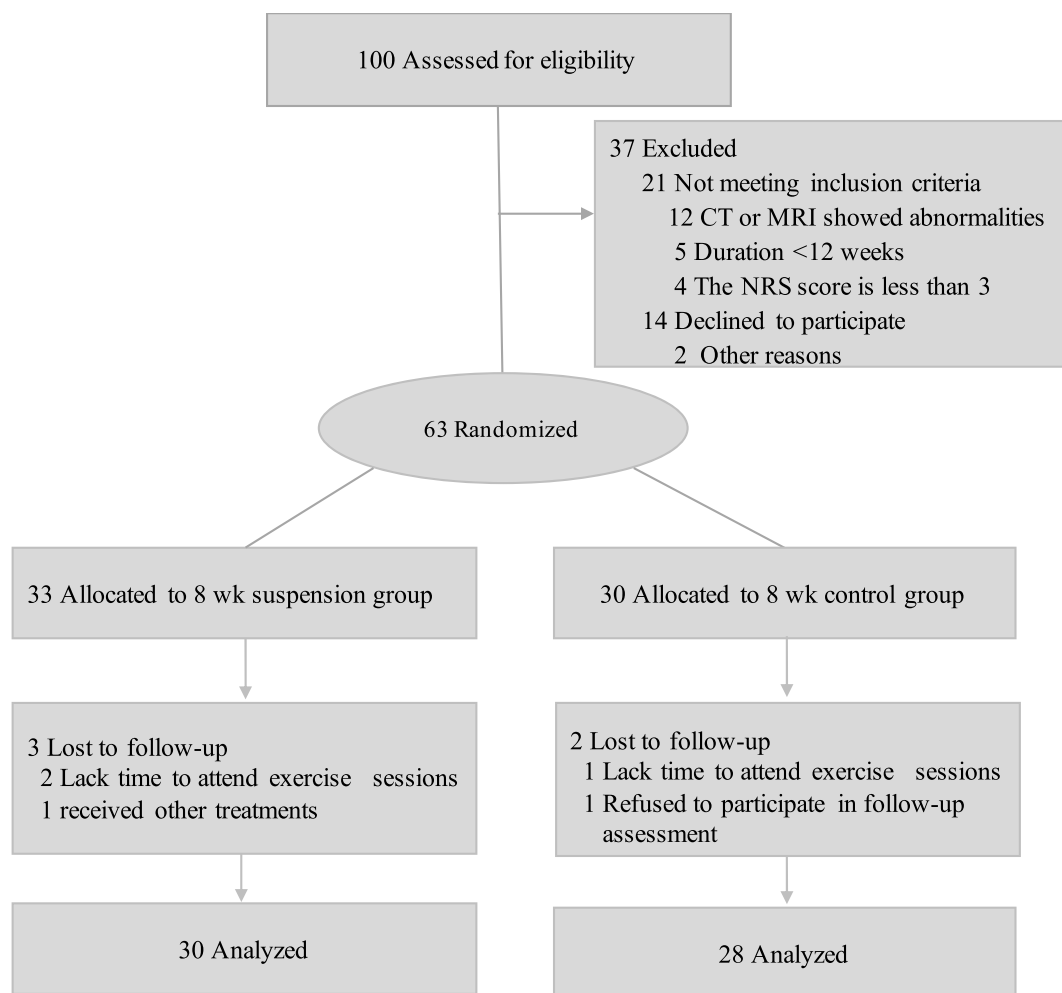 100 Assessed for eligibility
37 Excluded
21 Not meeting inclusion criteria
12 CT or MRI showed abnormalities
5 Duration <12 weeks
4 The NRS score is less than 3
14 Declined to participate
2 Other reasons
63 Randomized
33 Allocated to 8 wk suspension group
30 Allocated to 8 wk control group
3 Lost to follow-up
2 Lack time to attend exercise sessions
1 received other treatments
2 Lost to follow-up
1 Lack time to attend exercise sessions
1 Refused to participate in follow-up
assessment
30 Analyzed
28 Analyzed